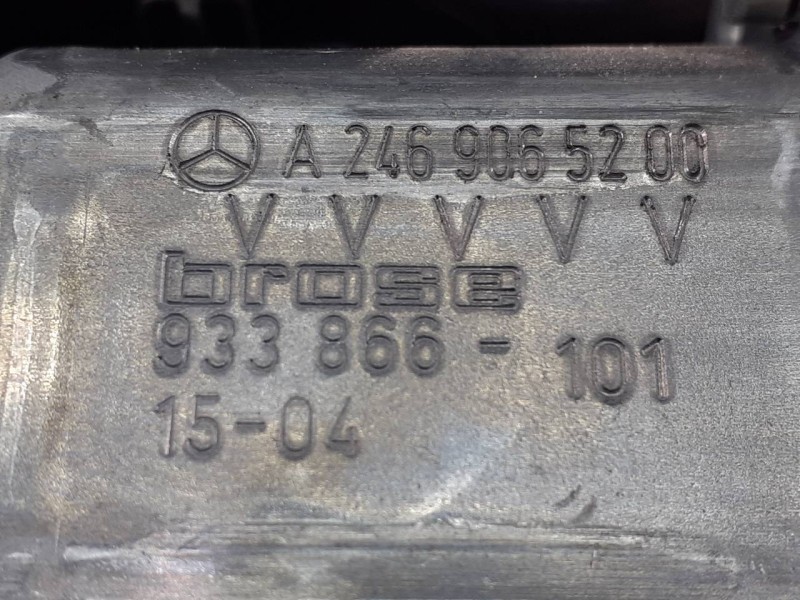 A 246 906 52 00
V V V V V
brose
933 866 - 101
15-04